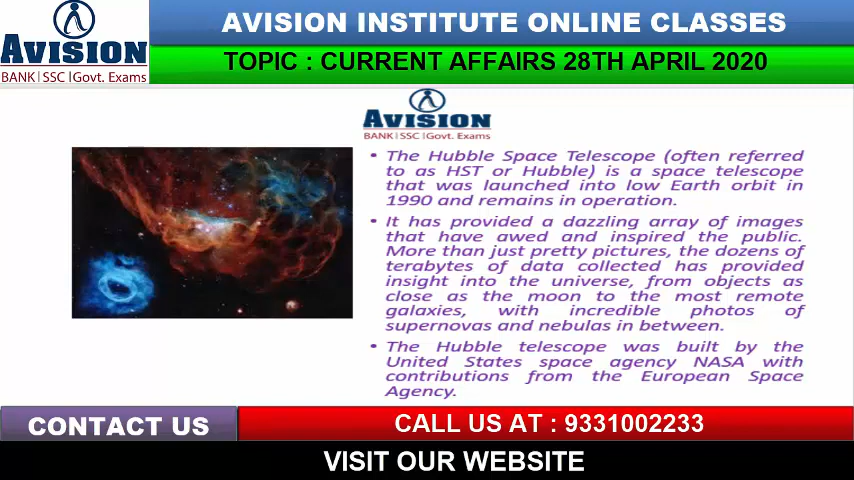 AVISION
BANK|SSC|Govt. Exams
AVISION INSTITUTE ONLINE CLASSES
TOPIC : CURRENT AFFAIRS 28TH APRIL 2020
AVISION
BANK|SSC|Govt. Exams
• The Hubble Space Telescope (often referred
to as HST or Hubble) is a space telescope
that was launched into low Earth orbit in
1990 and remains in operation.
• It has provided a dazzling array of images
that have awed and inspired the public.
More than just pretty pictures, the dozens of
terabytes of data collected has provided
insight into the universe, from objects as
close as the moon to the most remote
galaxies, with incredible photos of
supernovas and nebulas in between.
• The Hubble telescope was built by the
United States space agency NASA with
contributions from the European Space
Agency.
CONTACT US
CALL US AT : 9331002233
VISIT OUR WEBSITE